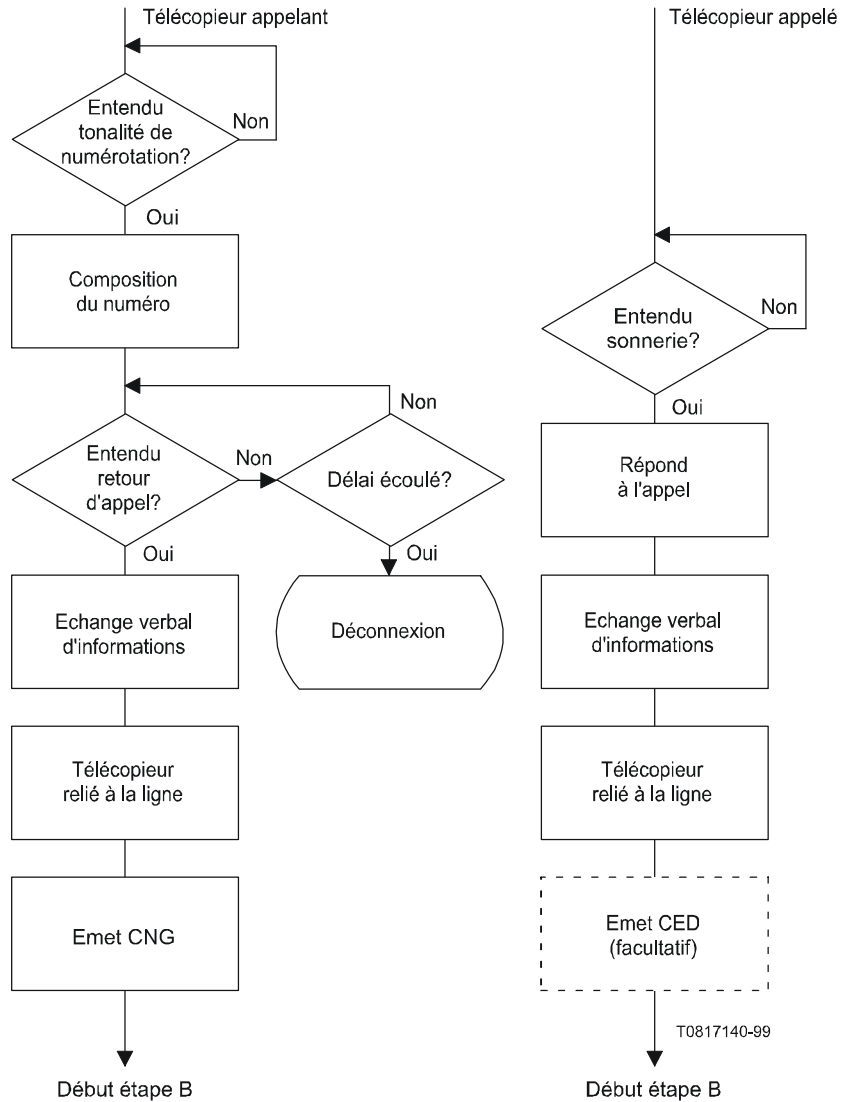 Télécopieur appelant
Entendu
tonalité de
numérotation?
Non
Oui
Composition
du numéro
Entendu
retour
d'appel?
Non
Délai écoulé?
Non
Oui
Déconnexion
Oui
Echange verbal
d'informations
Télécopieur
relié à la ligne
Emet CNG
Début étape B
Télécopieur appelé
Entendu
sonnerie?
Non
Oui
Répond
à l'appel
Echange verbal
d'informations
Télécopieur
relié à la ligne
Emet CED
(facultatif)
T0817140-99
Début étape B